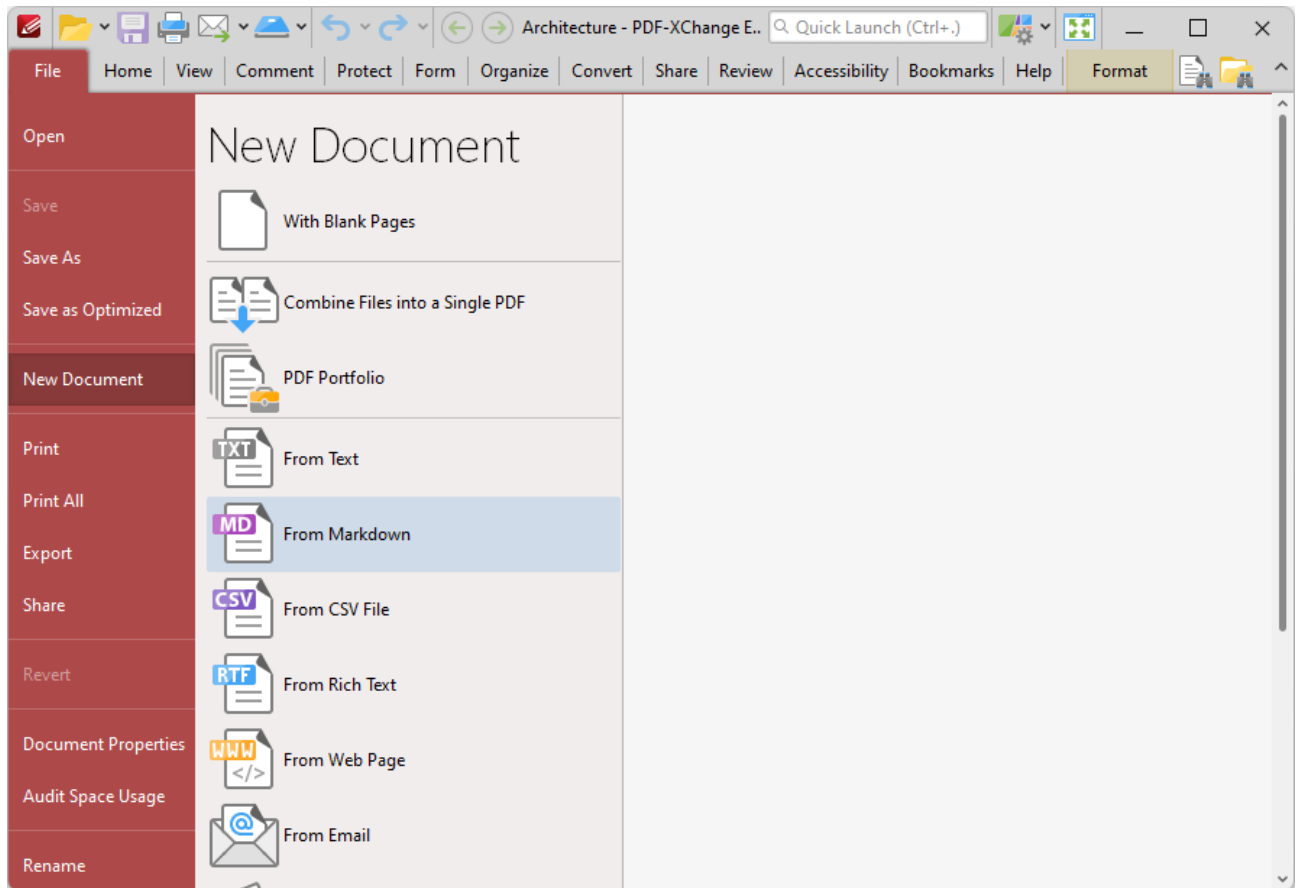 Architecture - PDF-XChange E.. Quick Launch (Ctrl+.)
File Home View Comment Protect Form Organize Convert Share Review Accessibility Bookmarks Help Format
Open
Save
Save As
Save as Optimized
New Document
Print
Print All
Export
Share
Revert
Document Properties
Audit Space Usage
Rename
New Document
With Blank Pages
Combine Files into a Single PDF
PDF Portfolio
TXT From Text
MD From Markdown
CSV From CSV File
RTF From Rich Text
WWW </> From Web Page
@ From Email